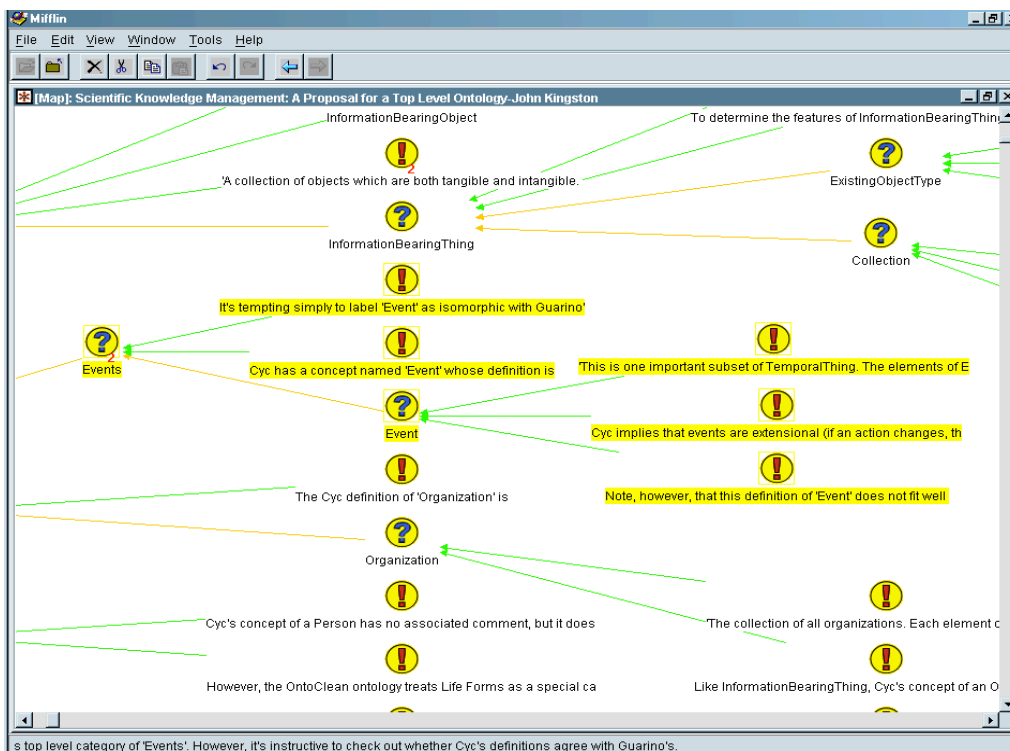 Mifflin
File Edit View Window Tools Help
[Map]: Scientific Knowledge Management: A Proposal for a Top Level Ontology-John Kingston
InformationBearingObject
To determine the features of InformationBearingThing
2
'A collection of objects which are both tangible and intangible.
ExistingObjectType
InformationBearingThing
Collection
It's tempting simply to label 'Event' as isomorphic with Guarino'
2
Events
Cyc has a concept named 'Event' whose definition is
'This is one important subset of TemporalThing. The elements of E
Event
Cyc implies that events are extensional (if an action changes, th
The Cyc definition of 'Organization' is
Note, however, that this definition of 'Event' does not fit well
Organization
Cyc's concept of a Person has no associated comment, but it does
'The collection of all organizations. Each element o
However, the OntoClean ontology treats Life Forms as a special ca
Like InformationBearingThing, Cyc's concept of an O
s top level category of 'Events'. However, it's instructive to check out whether Cyc's definitions agree with Guarino's.